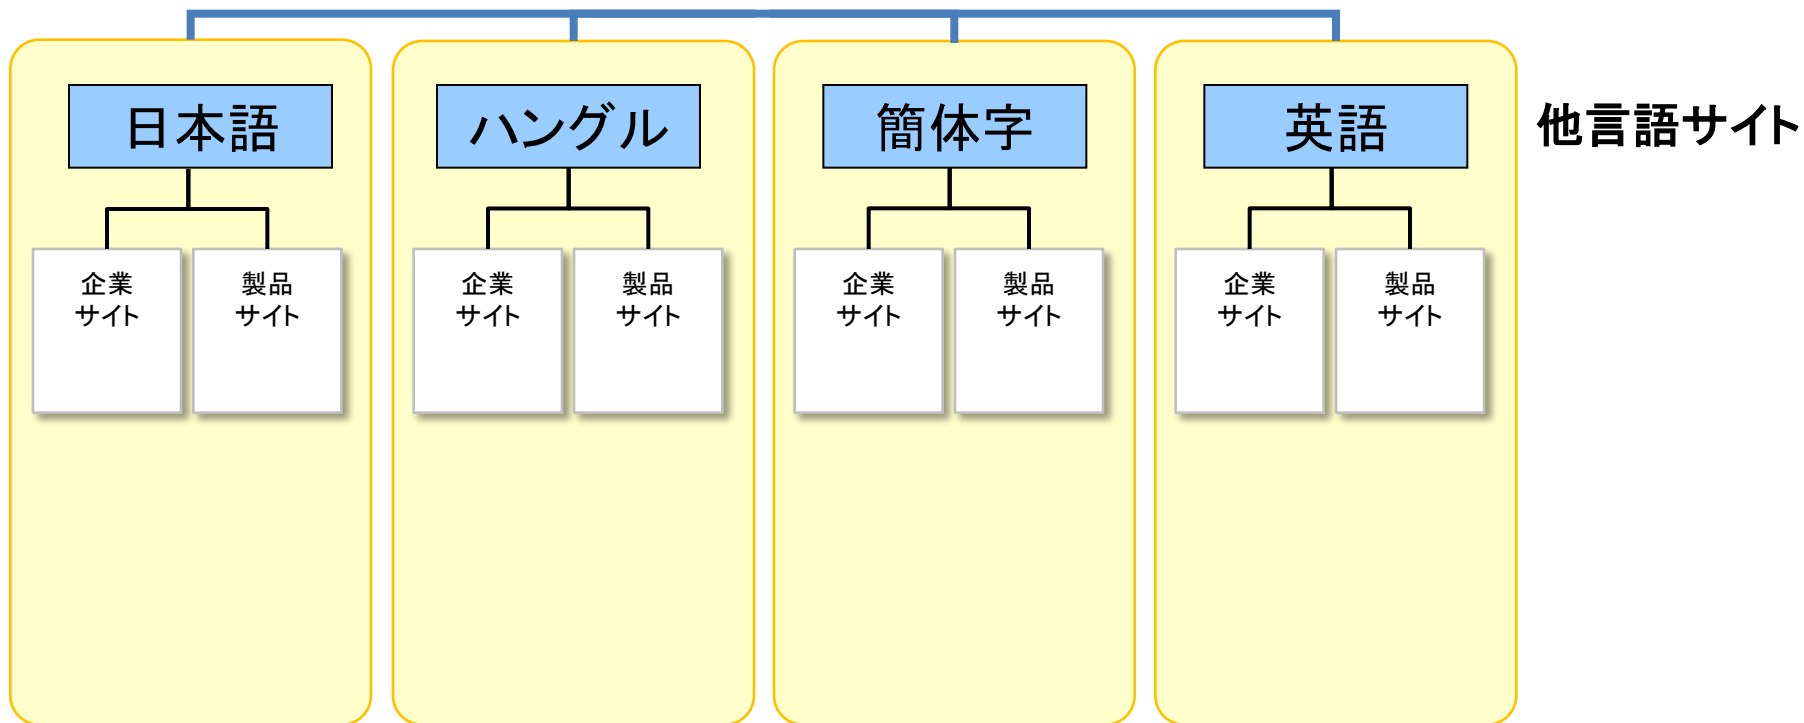 日本語
ハングル
簡体字
英語
他言語サイト
企業
サイト
製品
サイト
企業
サイト
製品
サイト
企業
サイト
製品
サイト
企業
サイト
製品
サイト